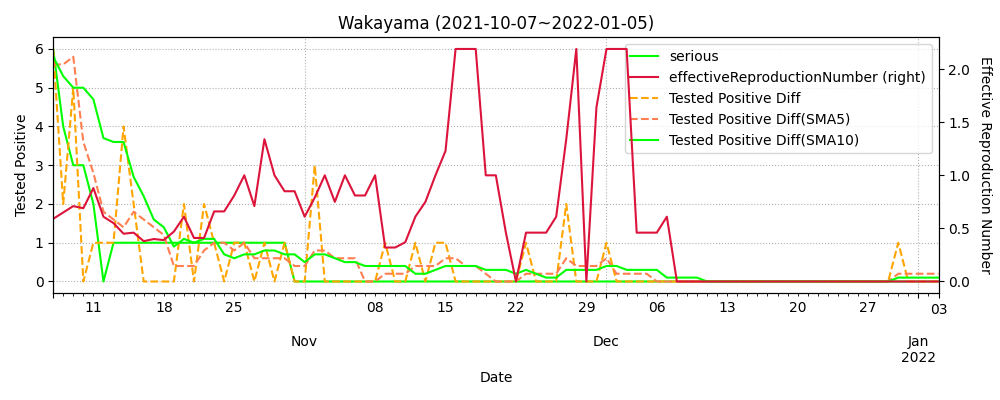 Wakayama (2021-10-07~2022-01-05)
serious
effectiveReproductionNumber (right)
Tested Positive Diff
Tested Positive Diff(SMA5)
Tested Positive Diff(SMA10)
Tested Positive
6
5
4
3
2
1
0
Effective Reproduction Number
2.0
1.5
1.0
0.5
0.0
11 18 25 08 15 22 29 06 13 20 27 03
Nov Dec Jan
2022
Date